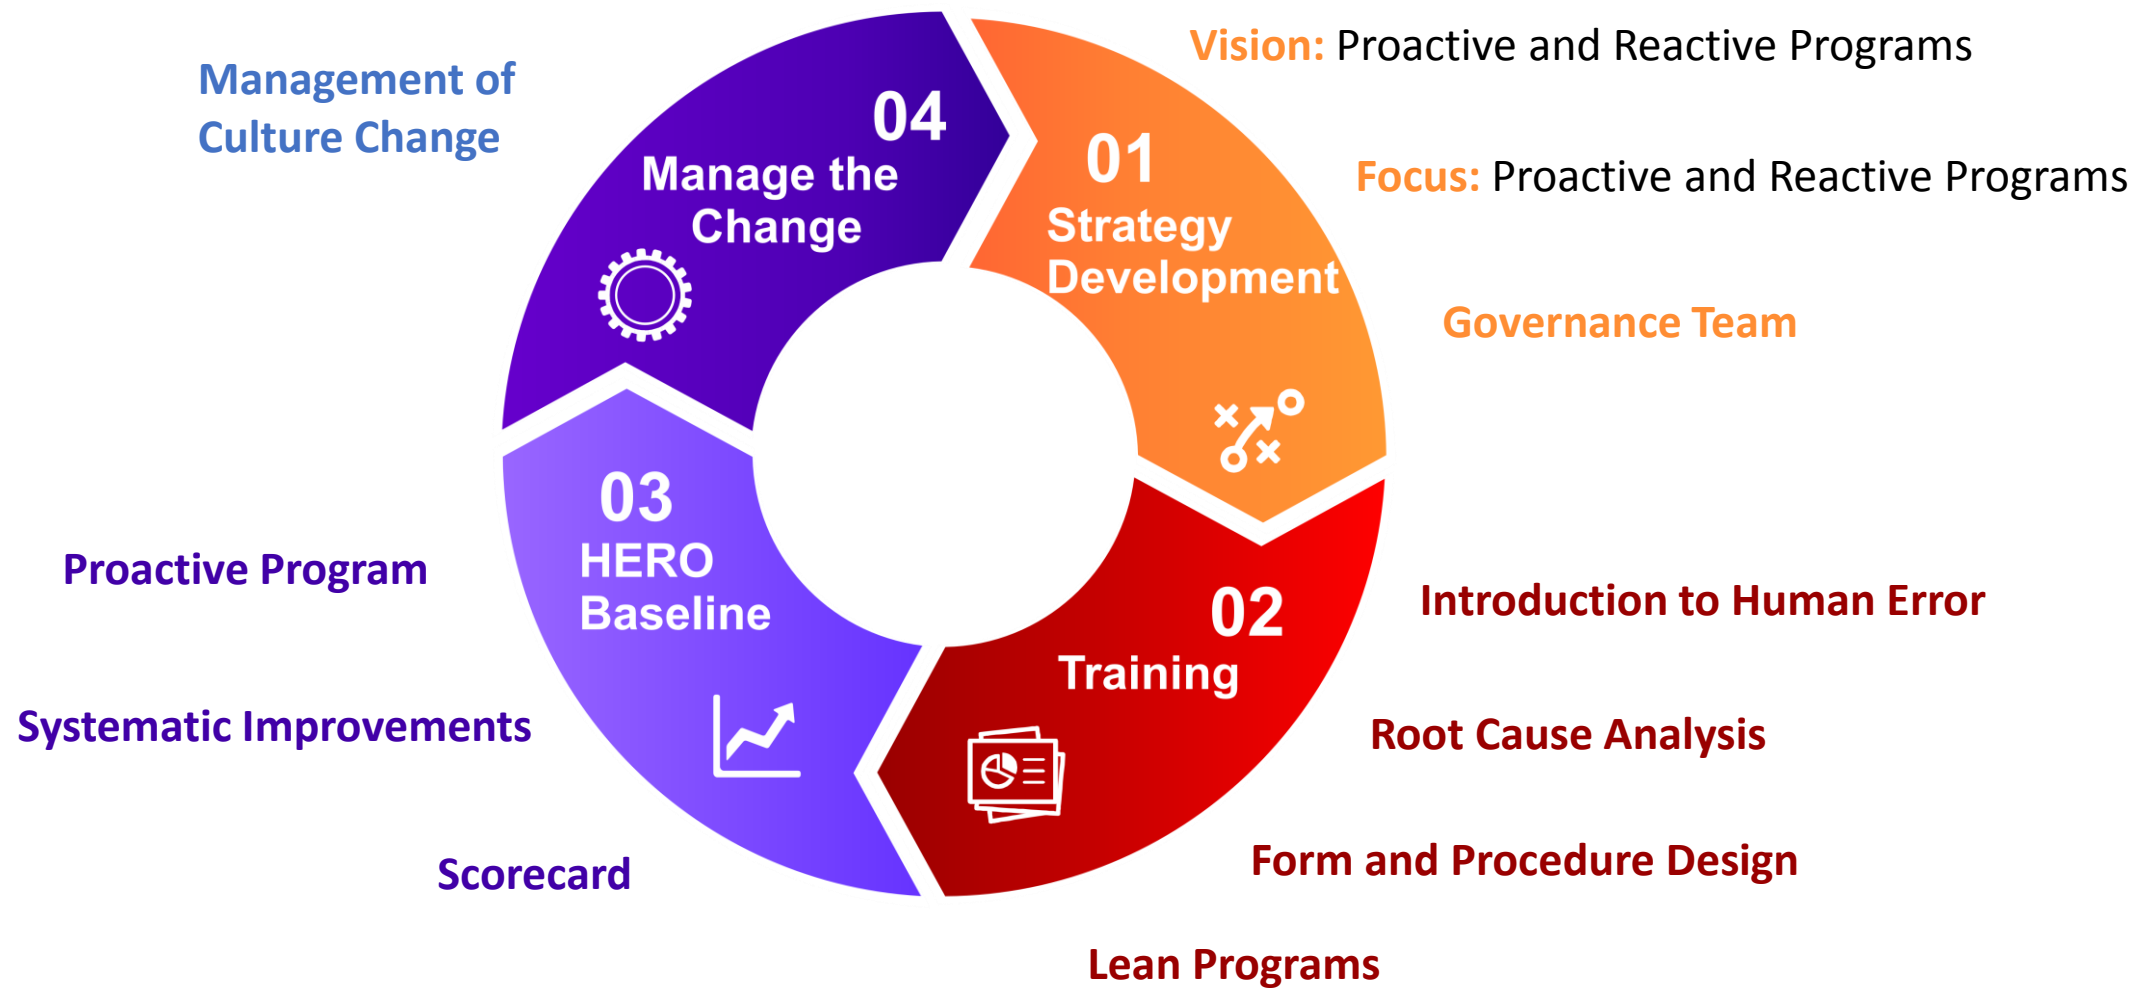 Vision: Proactive and Reactive Programs
Focus: Proactive and Reactive Programs
Governance Team
01
Strategy
Development
02
Training
Introduction to Human Error
Root Cause Analysis
Form and Procedure Design
Lean Programs
03
HERO
Baseline
Proactive Program
Systematic Improvements
Scorecard
04
Manage the
Change
Management of
Culture Change